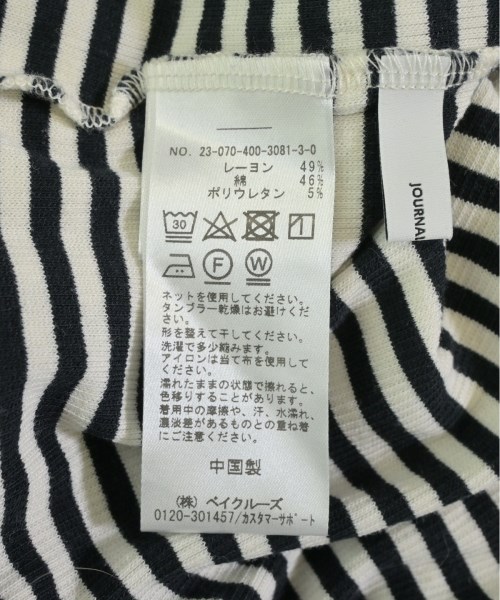 NO. 23-070-400-3081-3-0
レーヨン 49%
綿 46%
ポリウレタン 5%
30
F
W
ネットを使用してください。
タンブラー乾燥はお避けくだ
さい。
形を整えて干してください。
洗濯で多少縮みます。
アイロンは当て布を使用して
ください。
濡れたままの状態で擦れると、
色移りすることがあります。
着用中の摩擦や、汗、水濡れ、
濃淡差があるものとの重ね着
にご注意ください。
中国製
(株) ベイクルーズ
0120-301457/カスタマーサポート
JOURNAL